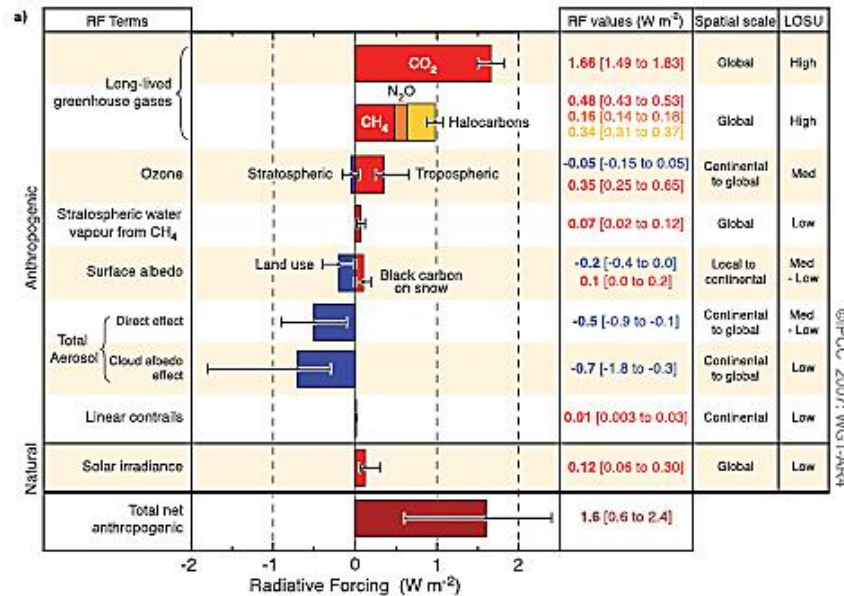 a)
RF Terms
RF values (W m-2)
Spatial scale
LOSU
Anthropogenic
Long-lived
greenhouse gases
CO2
1.66 [1.49 to 1.83]
Global
High
N2O
CH4
Halocarbons
0.48 [0.43 to 0.53]
0.16 [0.14 to 0.18]
0.34 [0.31 to 0.37]
Global
High
Ozone
Stratospheric
Tropospheric
-0.05 [-0.15 to 0.05]
0.35 [0.25 to 0.65]
Continental
to global
Med
Stratospheric water
vapour from CH4
0.07 [0.02 to 0.12]
Global
Low
Surface albedo
Land use
Black carbon
on snow
-0.2 [-0.4 to 0.0]
0.1 [0.0 to 0.2]
Local to
continental
Med
- Low
Total
Aerosol
Direct effect
-0.5 [-0.9 to -0.1]
Continental
to global
Med
- Low
Cloud albedo
effect
-0.7 [-1.8 to -0.3]
Continental
to global
Low
Linear contrails
0.01 [0.003 to 0.03]
Continental
Low
Natural
Solar irradiance
0.12 [0.06 to 0.30]
Global
Low
Total net
anthropogenic
1.6 [0.6 to 2.4]
-2
-1
0
1
2
Radiative Forcing (W m-2)
©IPCC 2007: WG1-AR4